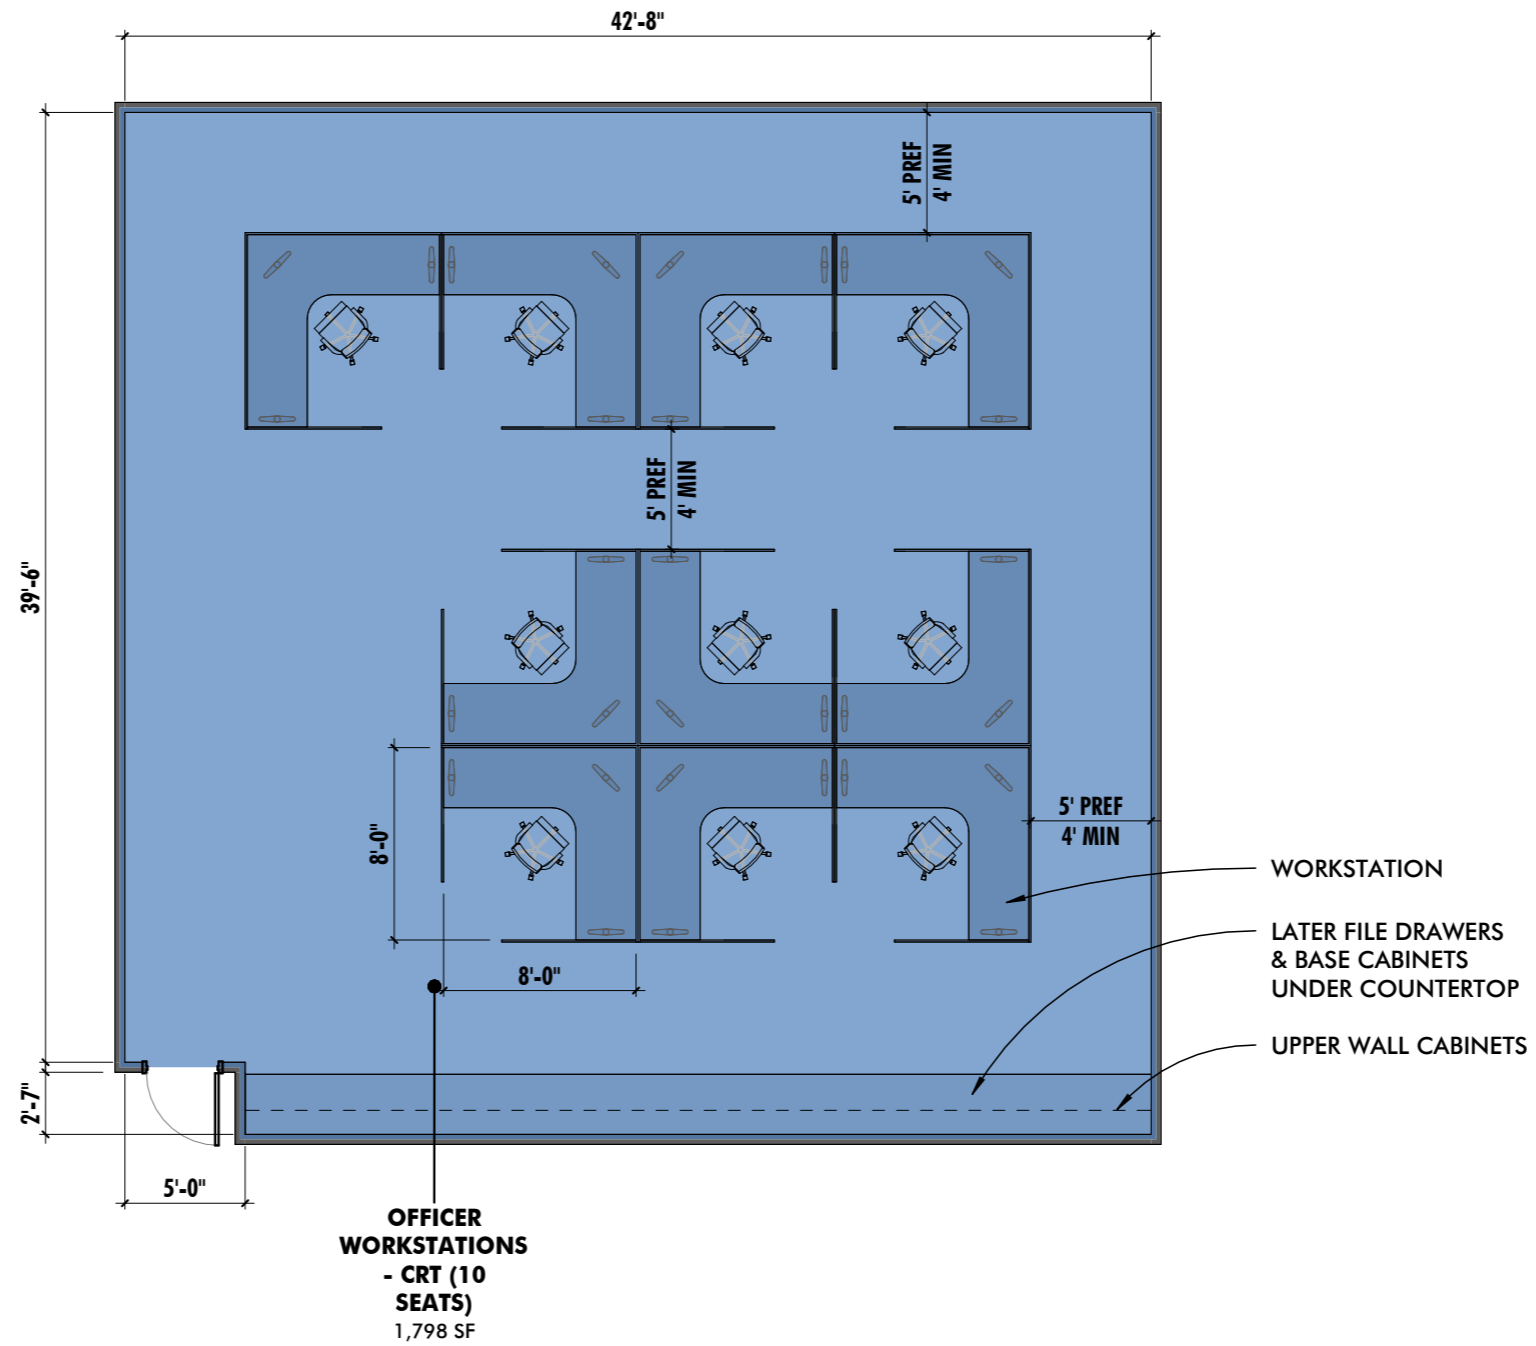 42'-8"
5' PREF
4' MIN
5' PREF
4' MIN
39'-6"
5' PREF
4' MIN
8'-0"
WORKSTATION
LATER FILE DRAWERS
& BASE CABINETS
UNDER COUNTERTOP
8'-0"
UPPER WALL CABINETS
2'-7"
5'-0"
OFFICER
WORKSTATIONS
- CRT (10
SEATS)
1,798 SF